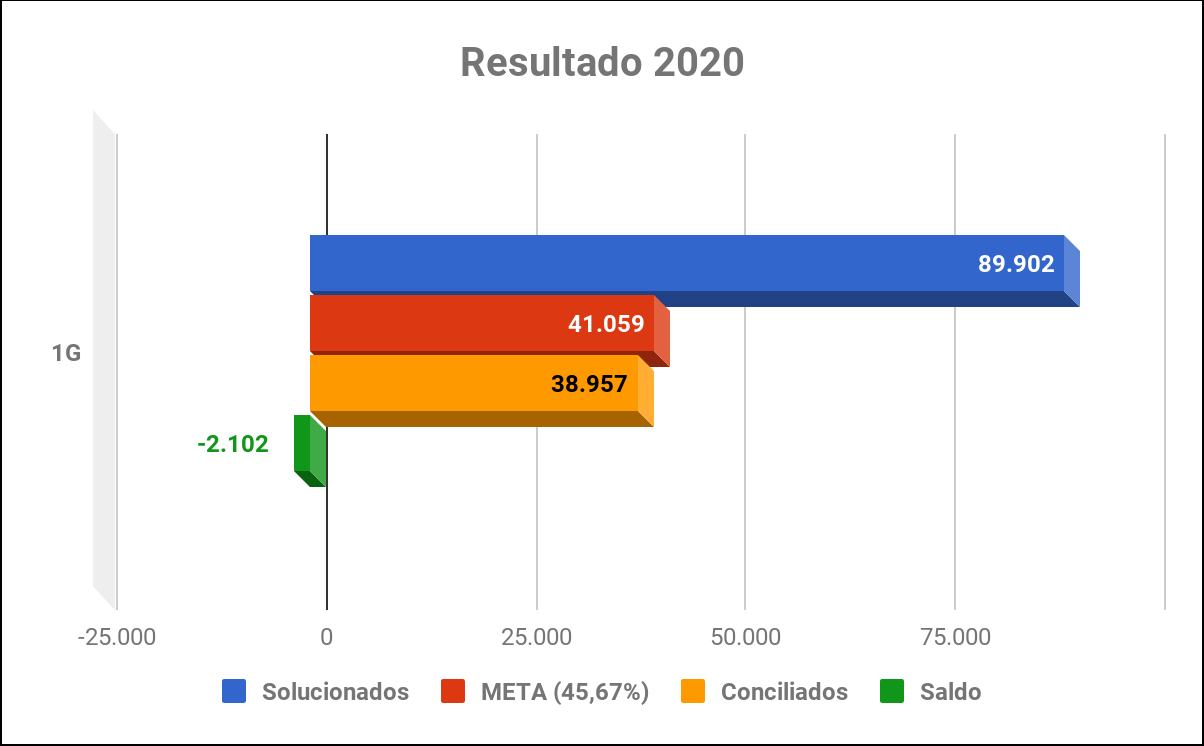 Resultado 2020
89.902
41.059
1G
38.957
-2.102
-25.000 0 25.000 50.000 75.000
Solucionados META (45,67%) Conciliados Saldo